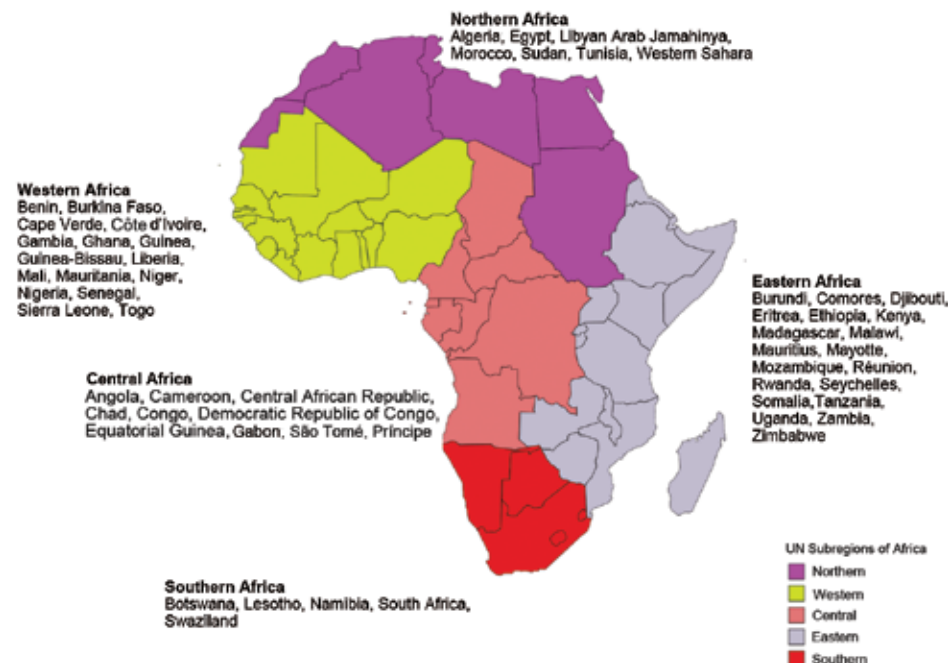 Northern Africa
Algeria, Egypt, Libyan Arab Jamahinya,
Morocco, Sudan, Tunisia, Western Sahara
Western Africa
Benin, Burkina Faso,
Cape Verde, Côte d'Ivoire,
Gambia, Ghana, Guinea,
Guinea-Bissau, Liberia,
Mali, Mauritania, Niger,
Nigeria, Senegal,
Sierra Leone, Togo
Eastern Africa
Burundi, Comores, Djibouti,
Eritrea, Ethiopia, Kenya,
Madagascar, Malawi,
Mauritius, Mayotte,
Mozambique, Réunion,
Rwanda, Seychelles,
Somalia,Tanzania,
Uganda, Zambia,
Zimbabwe
Central Africa
Angola, Cameroon, Central African Republic,
Chad, Congo, Democratic Republic of Congo,
Equatorial Guinea, Gabon, São Tomé, Príncipe
Southern Africa
Botswana, Lesotho, Namibia, South Africa,
Swaziland
UN Subregions of Africa
Northern
Western
Central
Eastern
Southern